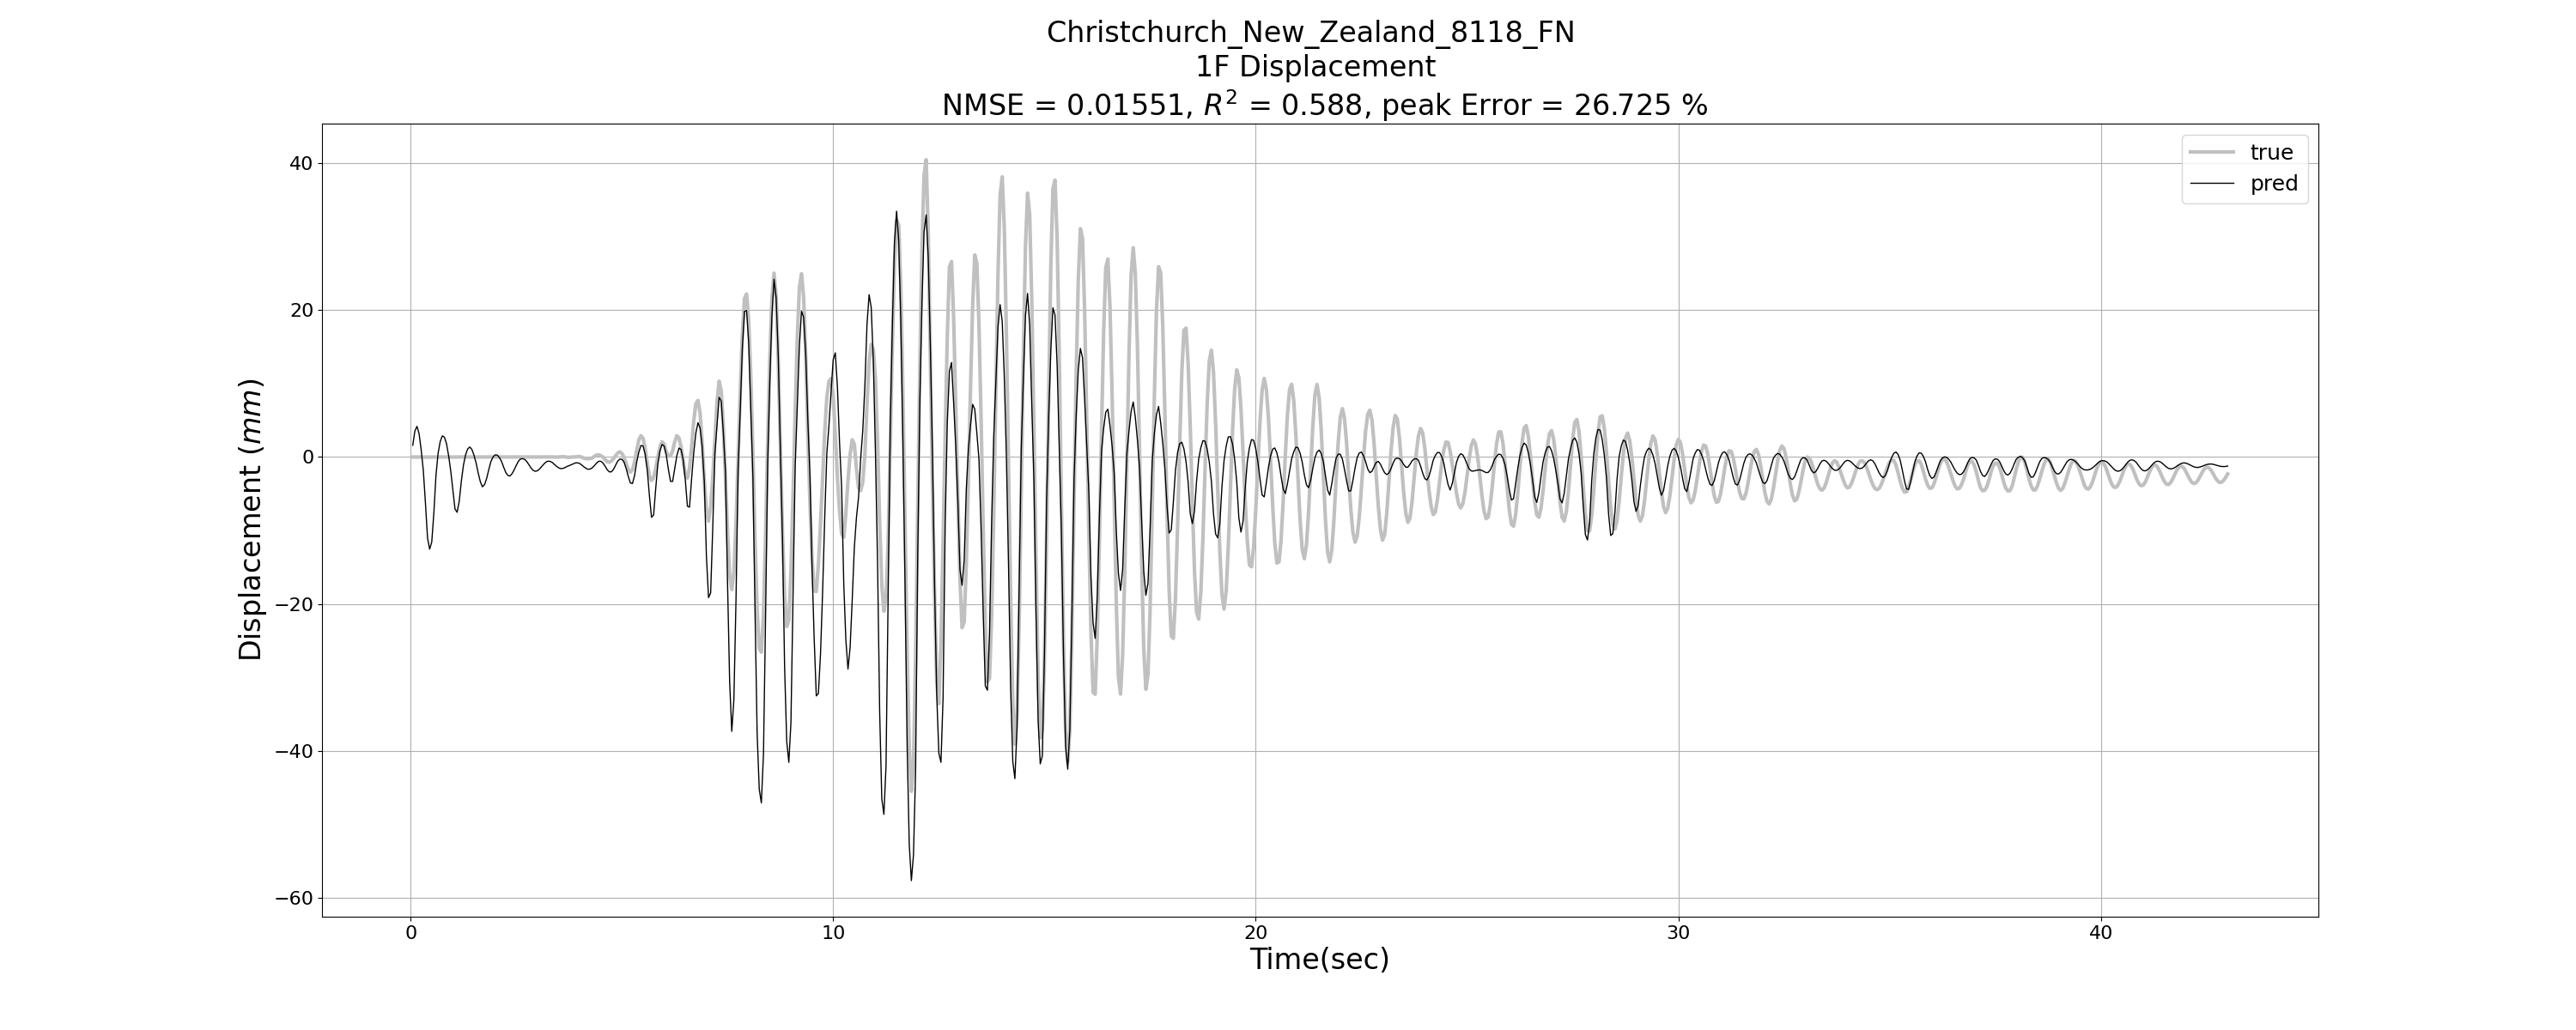 Christchurch_New_Zealand_8118_FN
1F Displacement
NMSE = 0.01551, R² = 0.588, peak Error = 26.725 %
true
pred
Displacement (mm)
40
20
0
−20
−40
−60
0 10 20 30 40
Time(sec)